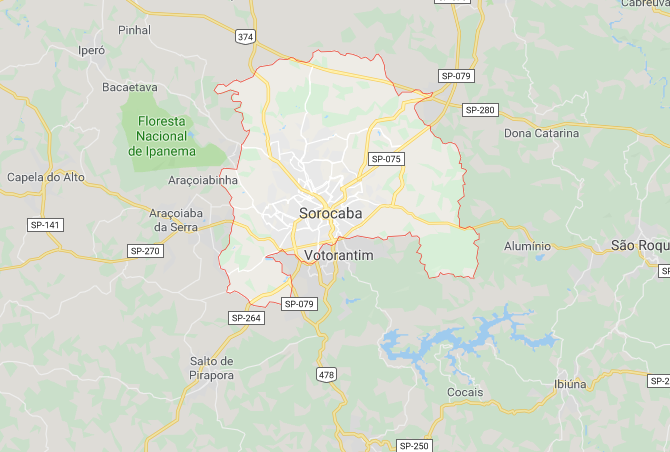 Cabreúva
Pinhal
374
Iperó
SP-079
Bacaetava
SP-280
Floresta
Nacional
de Ipanema
Dona Catarina
SP-075
Capela do Alto
Araçoiabinha
Araçoiaba
da Serra
Sorocaba
SP-141
SP-270
Votorantim
Alumínio
São Roqu
SP-079
SP-264
Salto de
Pirapora
478
Cocais
Ibiúna
SP-2
SP-250